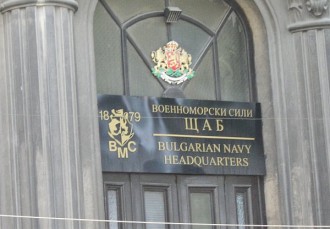 ВОЕННОМОРСКИ СИЛИ
ЩАБ
1879
ВМС
BULGARIAN NAVY
HEADQUARTERS